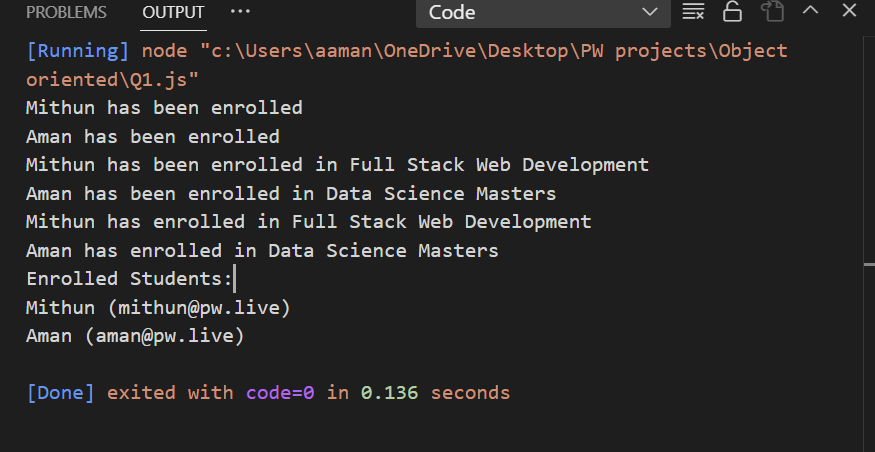 PROBLEMS OUTPUT ··· Code
[Running] node "c:\Users\aaman\OneDrive\Desktop\PW projects\Object
oriented\Q1.js"
Mithun has been enrolled
Aman has been enrolled
Mithun has been enrolled in Full Stack Web Development
Aman has been enrolled in Data Science Masters
Mithun has enrolled in Full Stack Web Development
Aman has enrolled in Data Science Masters
Enrolled Students:
Mithun (mithun@pw.live)
Aman (aman@pw.live)
[Done] exited with code=0 in 0.136 seconds